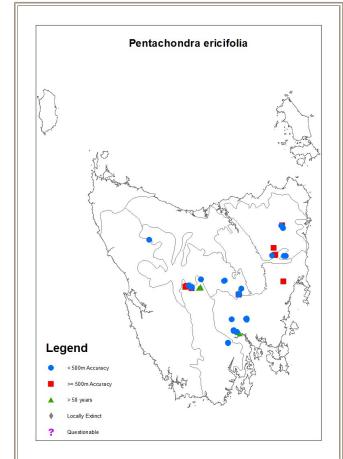 Pentachondra ericifolia
Legend
< 500m Accuracy
>= 500m Accuracy
> 50 years
Locally Extinct
? Questionable